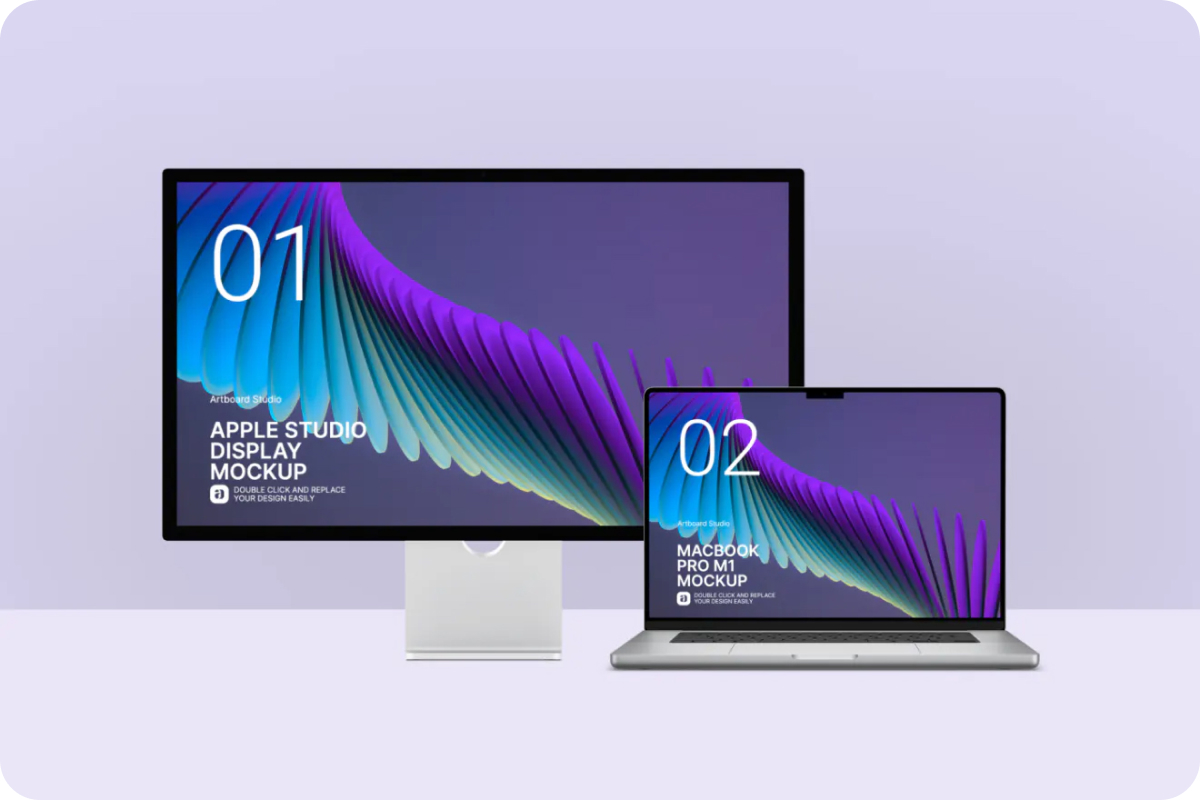 01
Artboard Studio
APPLE STUDIO
DISPLAY
MOCKUP
a
DOUBLE CLICK AND REPLACE
YOUR DESIGN EASILY
02
Artboard Studio
MACBOOK
PRO M1
MOCKUP
a
DOUBLE CLICK AND REPLACE
YOUR DESIGN EASILY